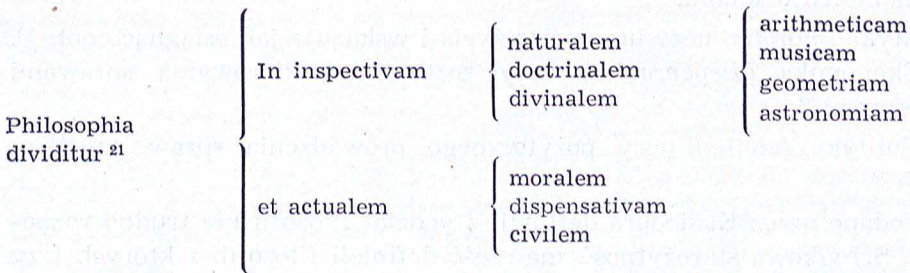 Philosophia
dividitur 21
In inspectivam
naturalem
doctrinalem
divinalem
arithmeticam
musicam
geometriam
astronomiam
et actualem
moralem
dispensativam
civilem